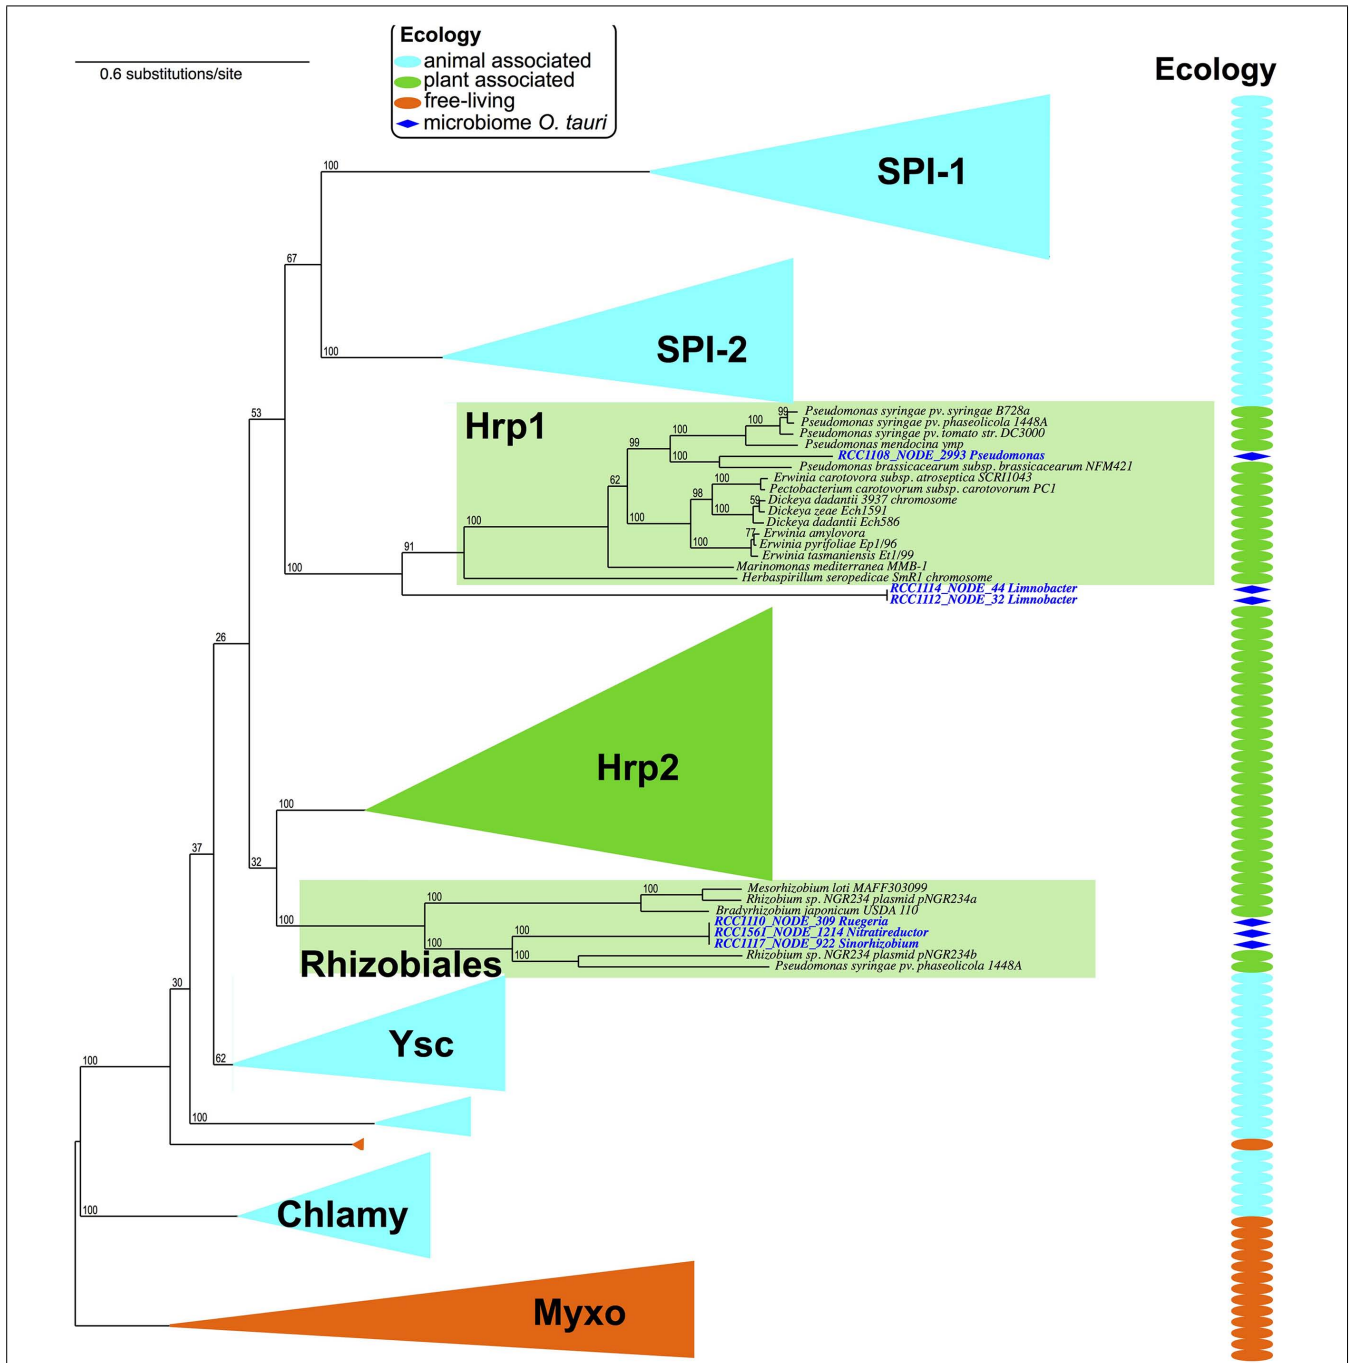 Ecology
animal associated
plant associated
free-living
microbiome O. tauri
0.6 substitutions/site
Ecology
100
SPI-1
67
100
SPI-2
53
Hrp1
99
Pseudomonas syringae pv. syringae B728a
100
Pseudomonas syringae pv. phaseolicola 1448A
100
Pseudomonas syringae pv. tomato str. DC3000
99
Pseudomonas mendocina ymp
100
RCC1108_NODE_2993 Pseudomonas
Pseudomonas brassicacearum subsp. brassicacearum NFM421
62
100
Erwinia carotovora subsp. atroseptica SCRI1043
98
Pectobacterium carotovorum subsp. carotovorum PC1
59
Dickeya dadantii 3937 chromosome
100
Dickeya zeae Ech1591
100
Dickeya dadantii Ech586
100
77
Erwinia amylovora
100
Erwinia pyrifoliae Ep1/96
91
Erwinia tasmaniensis Et1/99
100
Marinomonas mediterranea MMB-1
Herbaspirillum seropedicae SmR1 chromosome
RCC1114_NODE_44 Limnobacter
RCC1112_NODE_32 Limnobacter
26
Hrp2
100
37
32
100
Mesorhizobium loti MAFF303099
100
Rhizobium sp. NGR234 plasmid pNGR234a
Bradyrhizobium japonicum USDA 110
100
RCC1110_NODE_309 Ruegeria
100
RCC1561_NODE_1214 Nitratireductor
100
RCC1117_NODE_922 Sinorhizobium
100
Rhizobium sp. NGR234 plasmid pNGR234b
Rhizobiales
Pseudomonas syringae pv. phaseolicola 1448A
30
Ysc
62
100
100
100
Chlamy
Myxo